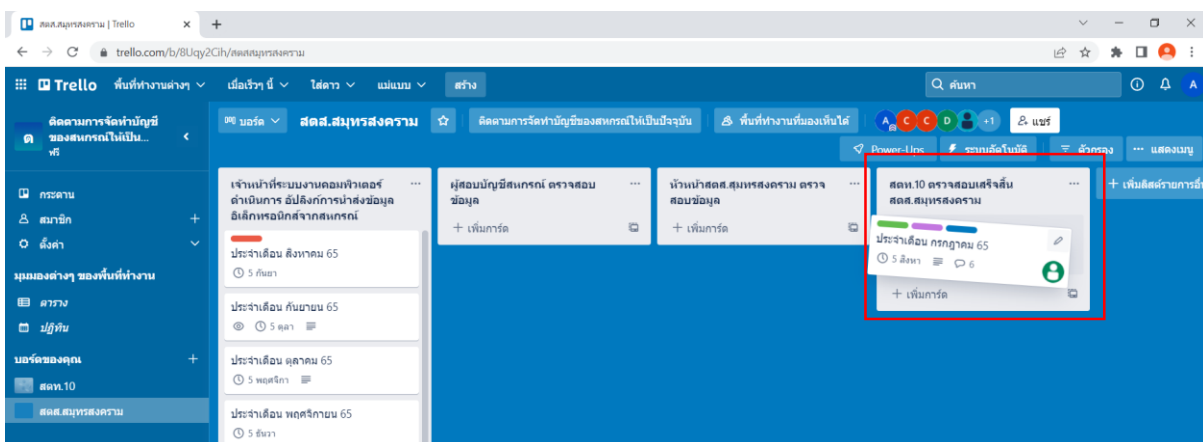 สตส.สมุทรสงคราม | Trello
trello.com/b/8Uqy2Cih/สตสสมุทรสงคราม
Trello พื้นที่ทำงานต่างๆ เมื่อเร็วๆ นี้ ใส่ดาว แม่แบบ สร้าง ค้นหา A
ต ติดตามการจัดทำบัญชี
ของสหกรณ์ให้เป็น...
ฟรี
บอร์ด สตส.สมุทรสงคราม ติดตามการจัดทำบัญชีของสหกรณ์ให้เป็นปัจจุบัน พื้นที่ทำงานที่มองเห็นได้ A C C D +1 แชร์
Power-Ups ระบบอัตโนมัติ ตัวกรอง ··· แสดงเมนู
กระดาน
สมาชิก
ตั้งค่า
มุมมองต่างๆ ของพื้นที่ทำงาน
ตาราง
ปฏิทิน
บอร์ดของคุณ
สตท.10
สตส.สมุทรสงคราม
เจ้าหน้าที่ระบบงานคอมพิวเตอร์
ดำเนินการ อัปลิงก์การนำส่งข้อมูล
อิเล็กทรอนิกส์จากสหกรณ์
ประจำเดือน สิงหาคม 65
5 กันยา
ประจำเดือน กันยายน 65
5 ตุลา
ประจำเดือน ตุลาคม 65
5 พฤศจิกา
ประจำเดือน พฤศจิกายน 65
5 ธันวา
ผู้สอบบัญชีสหกรณ์ ตรวจสอบ
ข้อมูล
+ เพิ่มการ์ด
หัวหน้าสตส.สมุทรสงคราม ตรวจ
สอบข้อมูล
+ เพิ่มการ์ด
สตท.10 ตรวจสอบเสร็จสิ้น
สตส.สมุทรสงคราม
ประจำเดือน กรกฎาคม 65
5 สิงหา 6
+ เพิ่มการ์ด
+ เพิ่มลิสต์รายการอีก